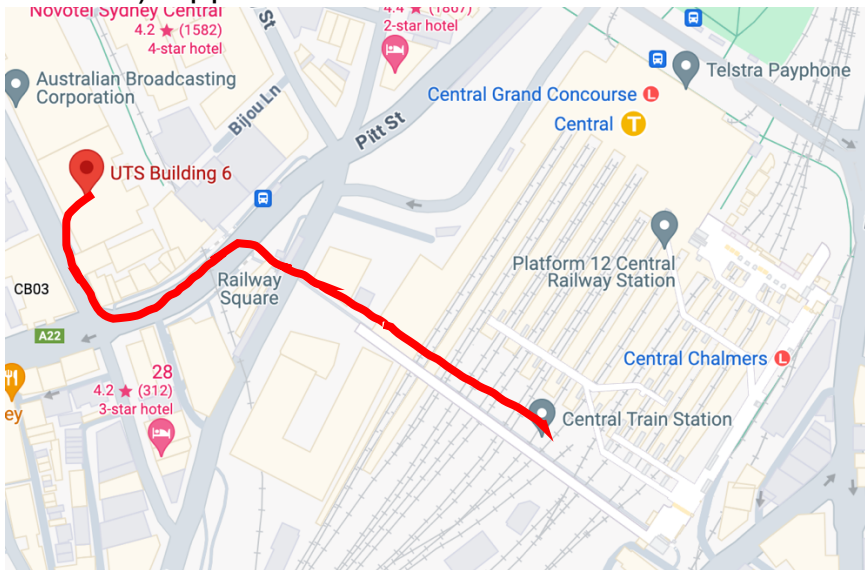 Novotel Sydney Central
4.2 ★ (1582)
4-star hotel
St
4.4 ★ (1867)
2-star hotel
Australian Broadcasting
Corporation
Bijou Ln
Pitt St
Telstra Payphone
Central Grand Concourse L
Central T
UTS Building 6
Platform 12 Central
Railway Station
CB03
Railway
Square
A22
28
4.2 ★ (312)
3-star hotel
Central Chalmers L
ey
Central Train Station